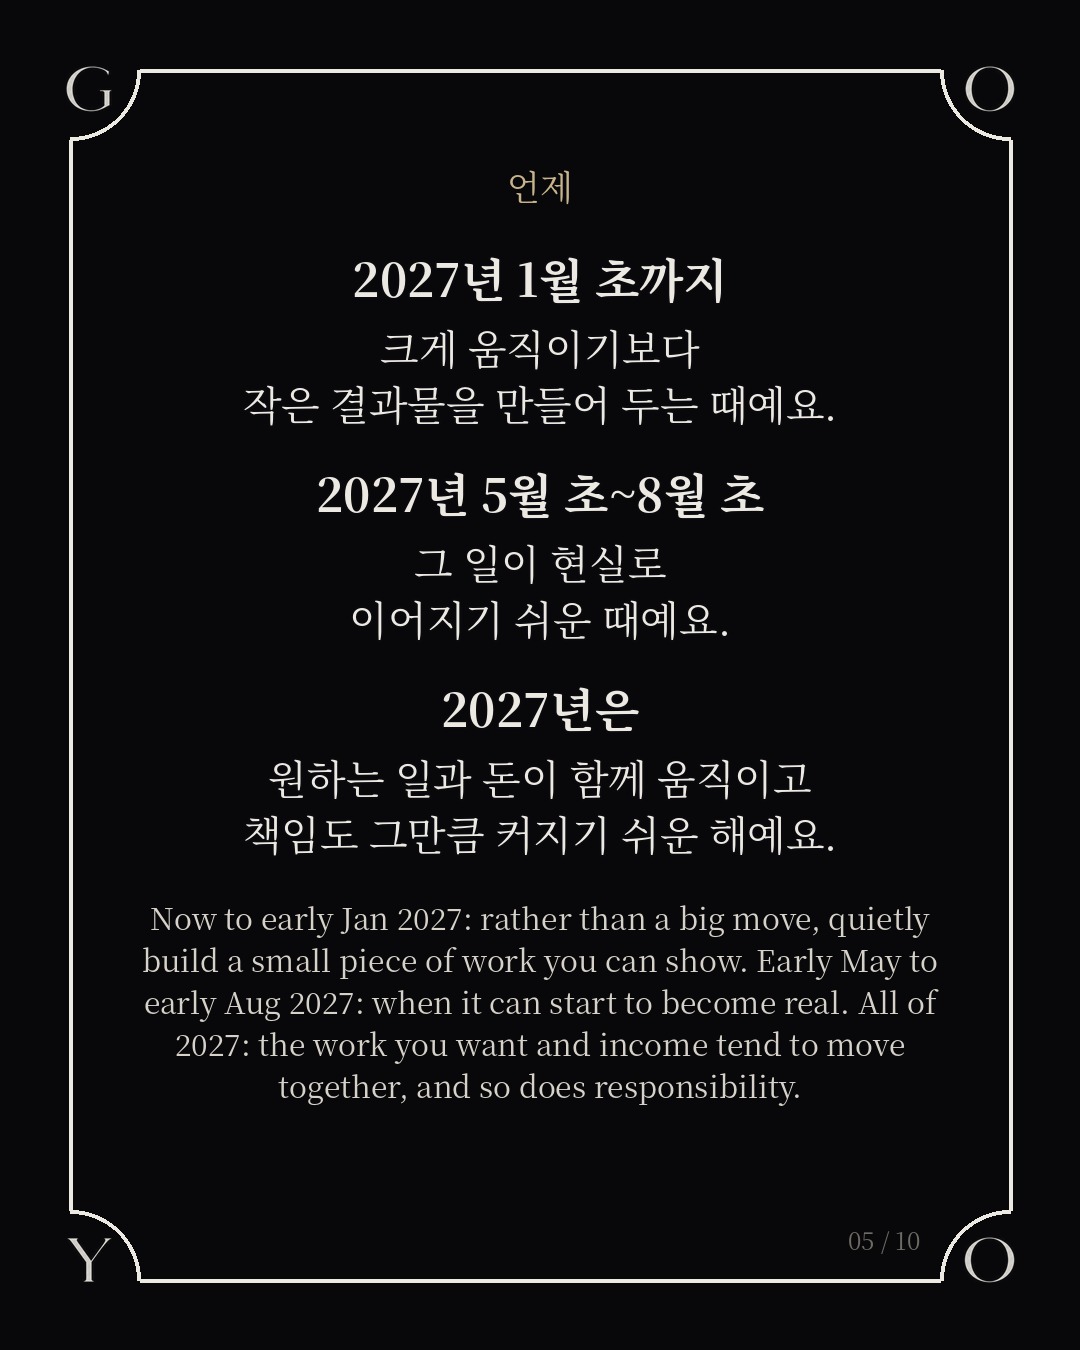 G O
언제
2027년 1월 초까지
크게 움직이기보다
작은 결과물을 만들어 두는 때예요.
2027년 5월 초~8월 초
그 일이 현실로
이어지기 쉬운 때예요.
2027년은
원하는 일과 돈이 함께 움직이고
책임도 그만큼 커지기 쉬운 해예요.
Now to early Jan 2027: rather than a big move, quietly
build a small piece of work you can show. Early May to
early Aug 2027: when it can start to become real. All of
2027: the work you want and income tend to move
together, and so does responsibility.
05 / 10
Y O